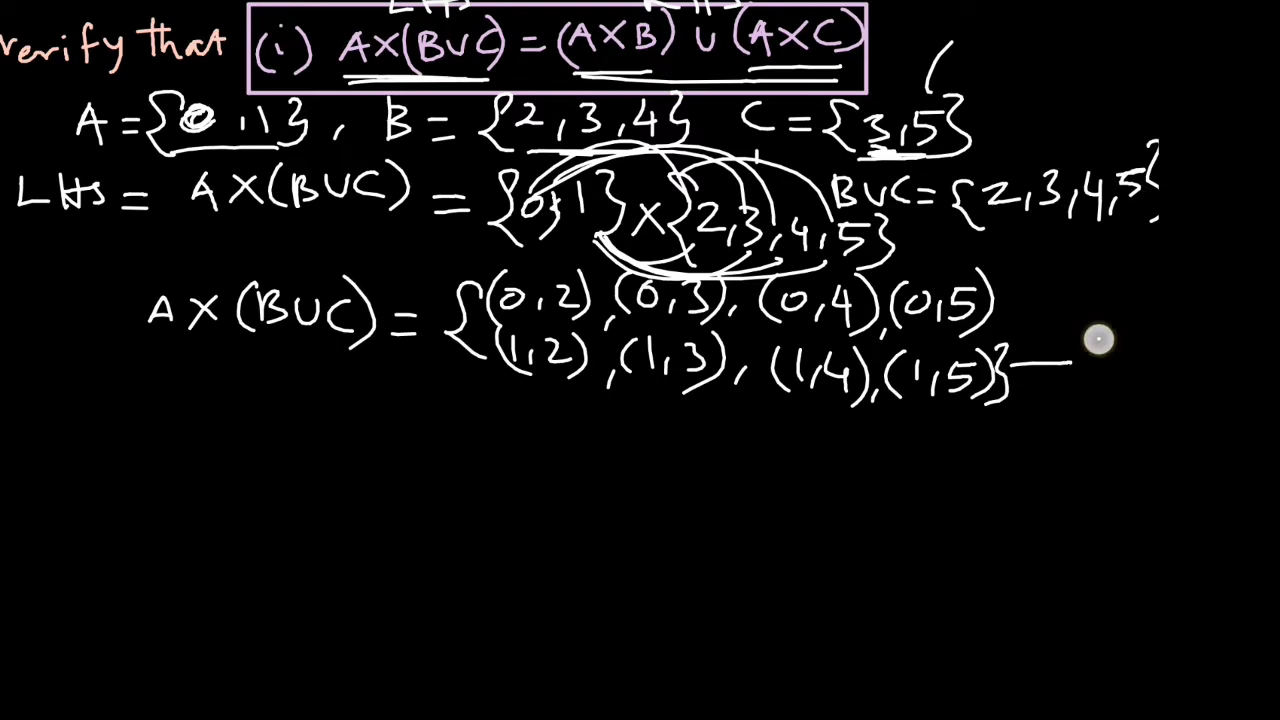 verify that (i) A×(B∪C) = (A×B) ∪ (A×C)
A = {0,1}, B = {2,3,4} C = {3,5}
LHS = A×(B∪C) = {0,1} × {2,3,4,5} B∪C = {2,3,4,5}
A×(B∪C) = {(0,2),(0,3),(0,4),(0,5)
(1,2),(1,3),(1,4),(1,5)} —